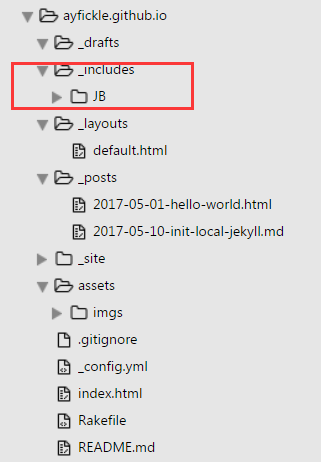 ayfickle.github.io
_drafts
_includes
JB
_layouts
default.html
_posts
2017-05-01-hello-world.html
2017-05-10-init-local-jekyll.md
_site
assets
imgs
.gitignore
_config.yml
index.html
Rakefile
README.md